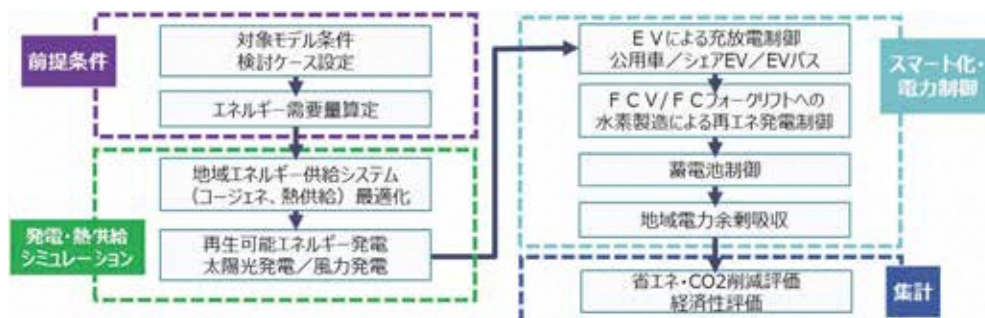 前提条件
対象モデル条件
検討ケース設定
エネルギー需要量算定
発電・熱供給
シミュレーション
地域エネルギー供給システム
(コージェネ、熱供給)最適化
再生可能エネルギー発電
太陽光発電/風力発電
スマート化・
電力制御
EVによる充放電制御
公用車/シェアEV/EVバス
FCV/FCフォークリフトへの
水素製造による再エネ発電制御
蓄電池制御
地域電力余剰吸収
集計
省エネ・CO2削減評価
経済性評価